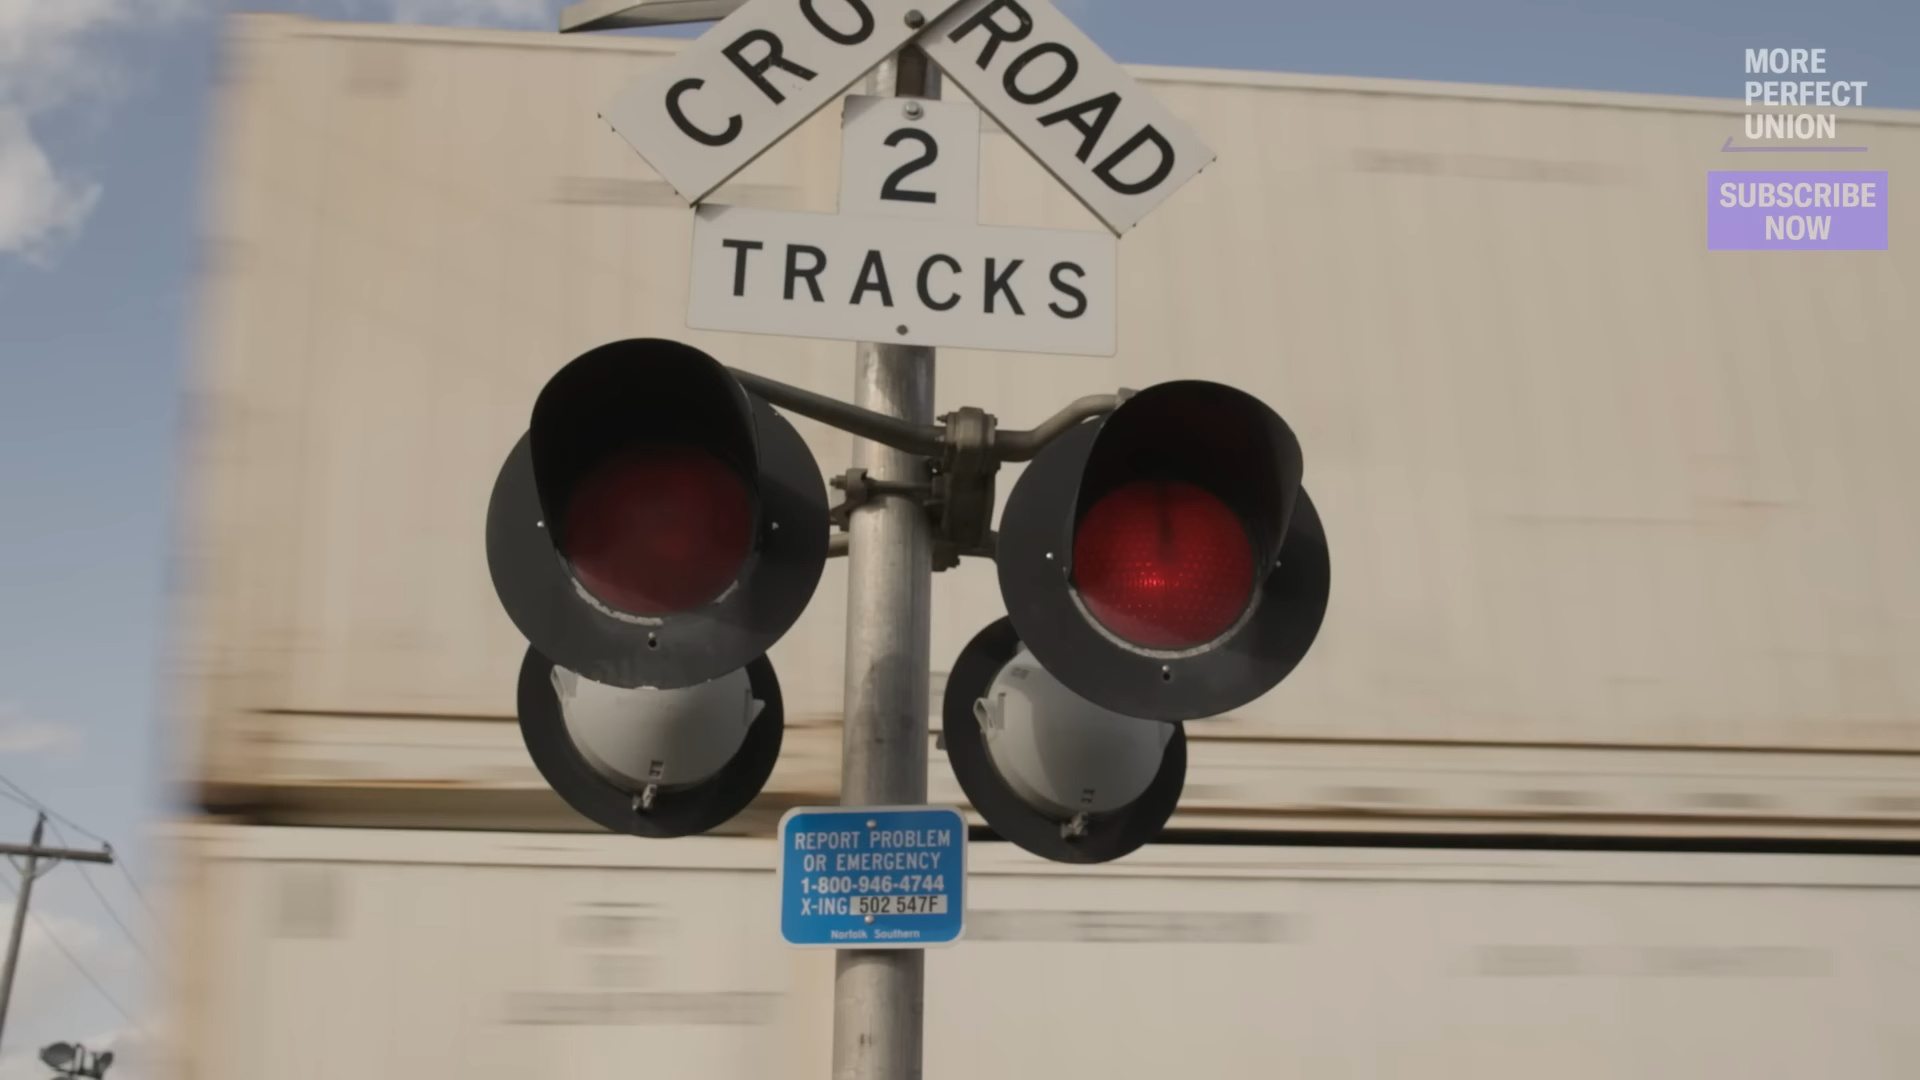 CRO
ROAD
2
TRACKS
REPORT PROBLEM
OR EMERGENCY
1-800-946-4744
X-ING 502 547F
Norfolk Southern
MORE
PERFECT
UNION
SUBSCRIBE
NOW